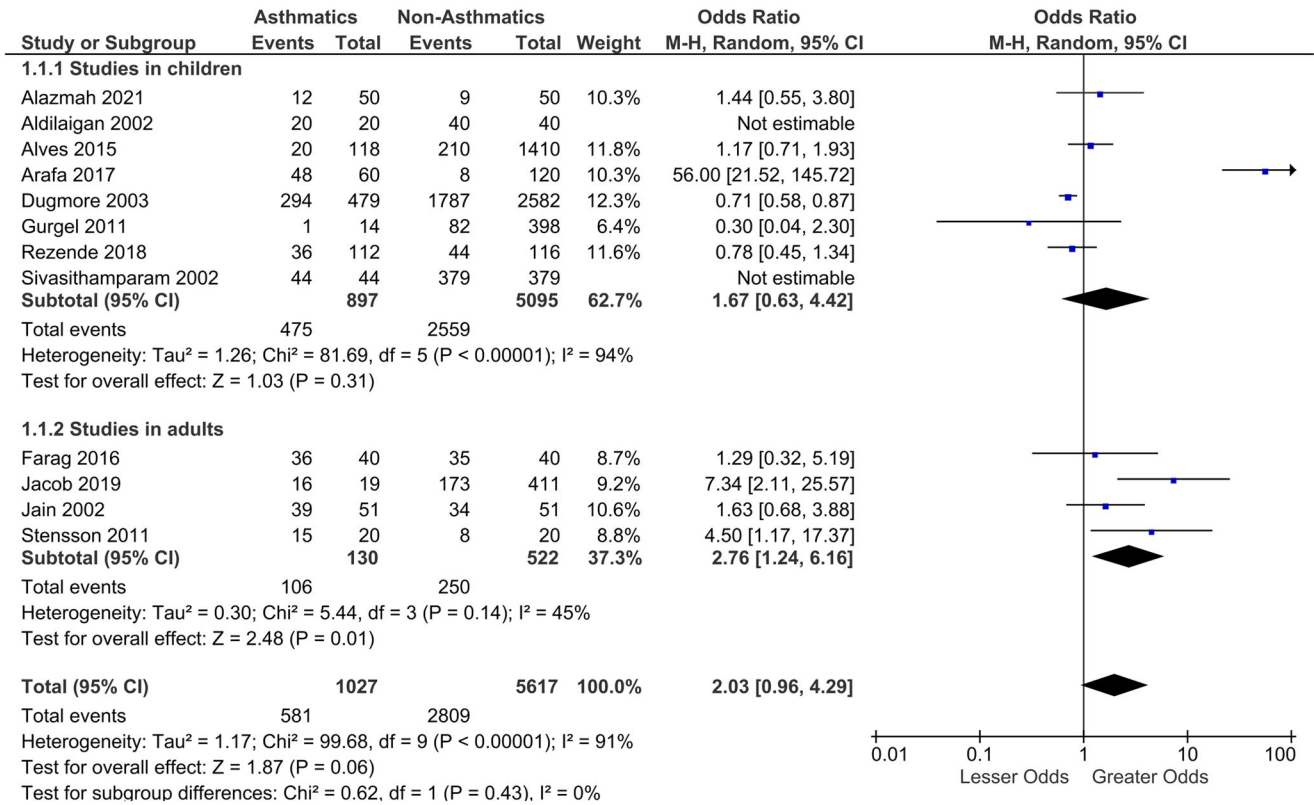 Asthmatics Non-Asthmatics Odds Ratio Odds Ratio
Study or Subgroup Events Total Events Total Weight M-H, Random, 95% CI M-H, Random, 95% CI
1.1.1 Studies in children
Alazmah 2021 12 50 9 50 10.3% 1.44 [0.55, 3.80]
Aldilaigan 2002 20 20 40 40 Not estimable
Alves 2015 20 118 210 1410 11.8% 1.17 [0.71, 1.93]
Arafa 2017 48 60 8 120 10.3% 56.00 [21.52, 145.72]
Dugmore 2003 294 479 1787 2582 12.3% 0.71 [0.58, 0.87]
Gurgel 2011 1 14 82 398 6.4% 0.30 [0.04, 2.30]
Rezende 2018 36 112 44 116 11.6% 0.78 [0.45, 1.34]
Sivasithamparam 2002 44 44 379 379 Not estimable
Subtotal (95% CI) 897 5095 62.7% 1.67 [0.63, 4.42]
Total events 475 2559
Heterogeneity: Tau² = 1.26; Chi² = 81.69, df = 5 (P < 0.00001); I² = 94%
Test for overall effect: Z = 1.03 (P = 0.31)
1.1.2 Studies in adults
Farag 2016 36 40 35 40 8.7% 1.29 [0.32, 5.19]
Jacob 2019 16 19 173 411 9.2% 7.34 [2.11, 25.57]
Jain 2002 39 51 34 51 10.6% 1.63 [0.68, 3.88]
Stensson 2011 15 20 8 20 8.8% 4.50 [1.17, 17.37]
Subtotal (95% CI) 130 522 37.3% 2.76 [1.24, 6.16]
Total events 106 250
Heterogeneity: Tau² = 0.30; Chi² = 5.44, df = 3 (P = 0.14); I² = 45%
Test for overall effect: Z = 2.48 (P = 0.01)
Total (95% CI) 1027 5617 100.0% 2.03 [0.96, 4.29]
Total events 581 2809
Heterogeneity: Tau² = 1.17; Chi² = 99.68, df = 9 (P < 0.00001); I² = 91%
Test for overall effect: Z = 1.87 (P = 0.06)
Test for subgroup differences: Chi² = 0.62, df = 1 (P = 0.43), I² = 0%
0.01 0.1 1 10 100
Lesser Odds Greater Odds